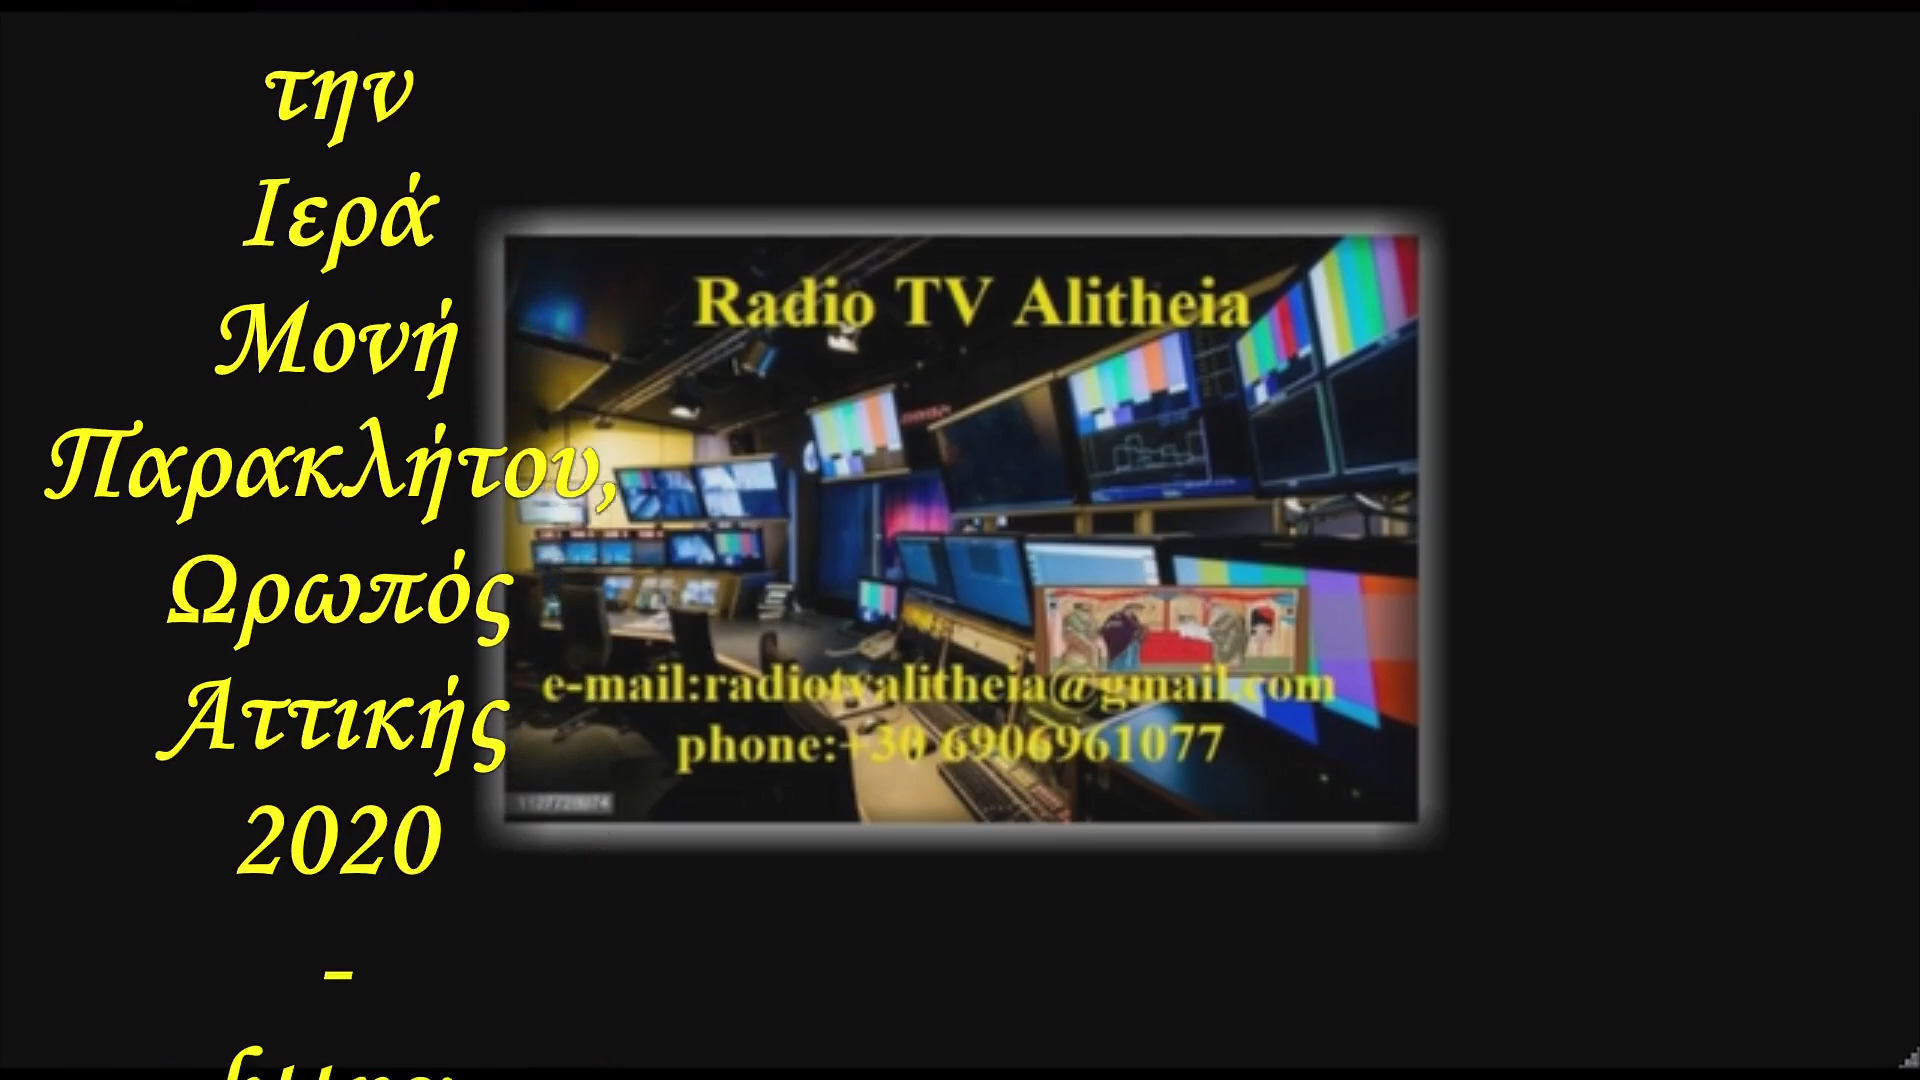 την
Ιερά
Μονή
Παρακλήτου,
Ωρωπός
Αττικής
2020
-
Radio TV Alitheia
e-mail:radiotvalitheia@gmail.com
phone:+30 6906961077